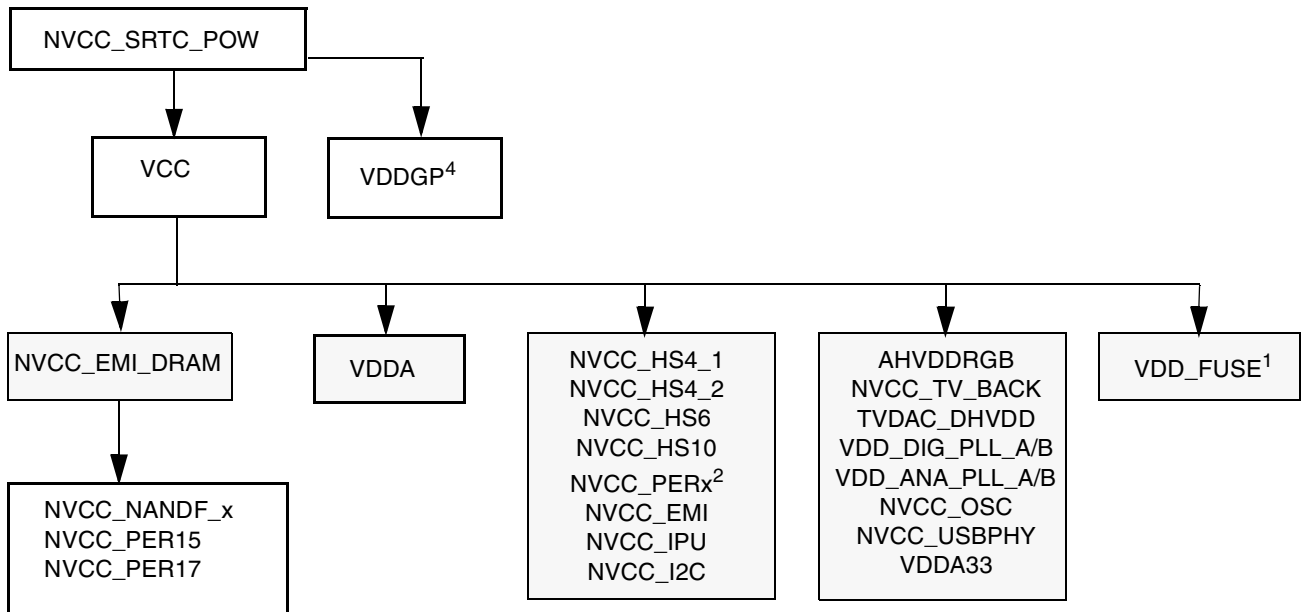 NVCC_SRTC_POW
VCC
VDDGP4
NVCC_EMI_DRAM
VDDA
NVCC_HS4_1
NVCC_HS4_2
NVCC_HS6
NVCC_HS10
NVCC_PERx2
NVCC_EMI
NVCC_IPU
NVCC_I2C
AHVDDRGB
NVCC_TV_BACK
TVDAC_DHVDD
VDD_DIG_PLL_A/B
VDD_ANA_PLL_A/B
NVCC_OSC
NVCC_USBPHY
VDDA33
VDD_FUSE1
NVCC_NANDF_x
NVCC_PER15
NVCC_PER17